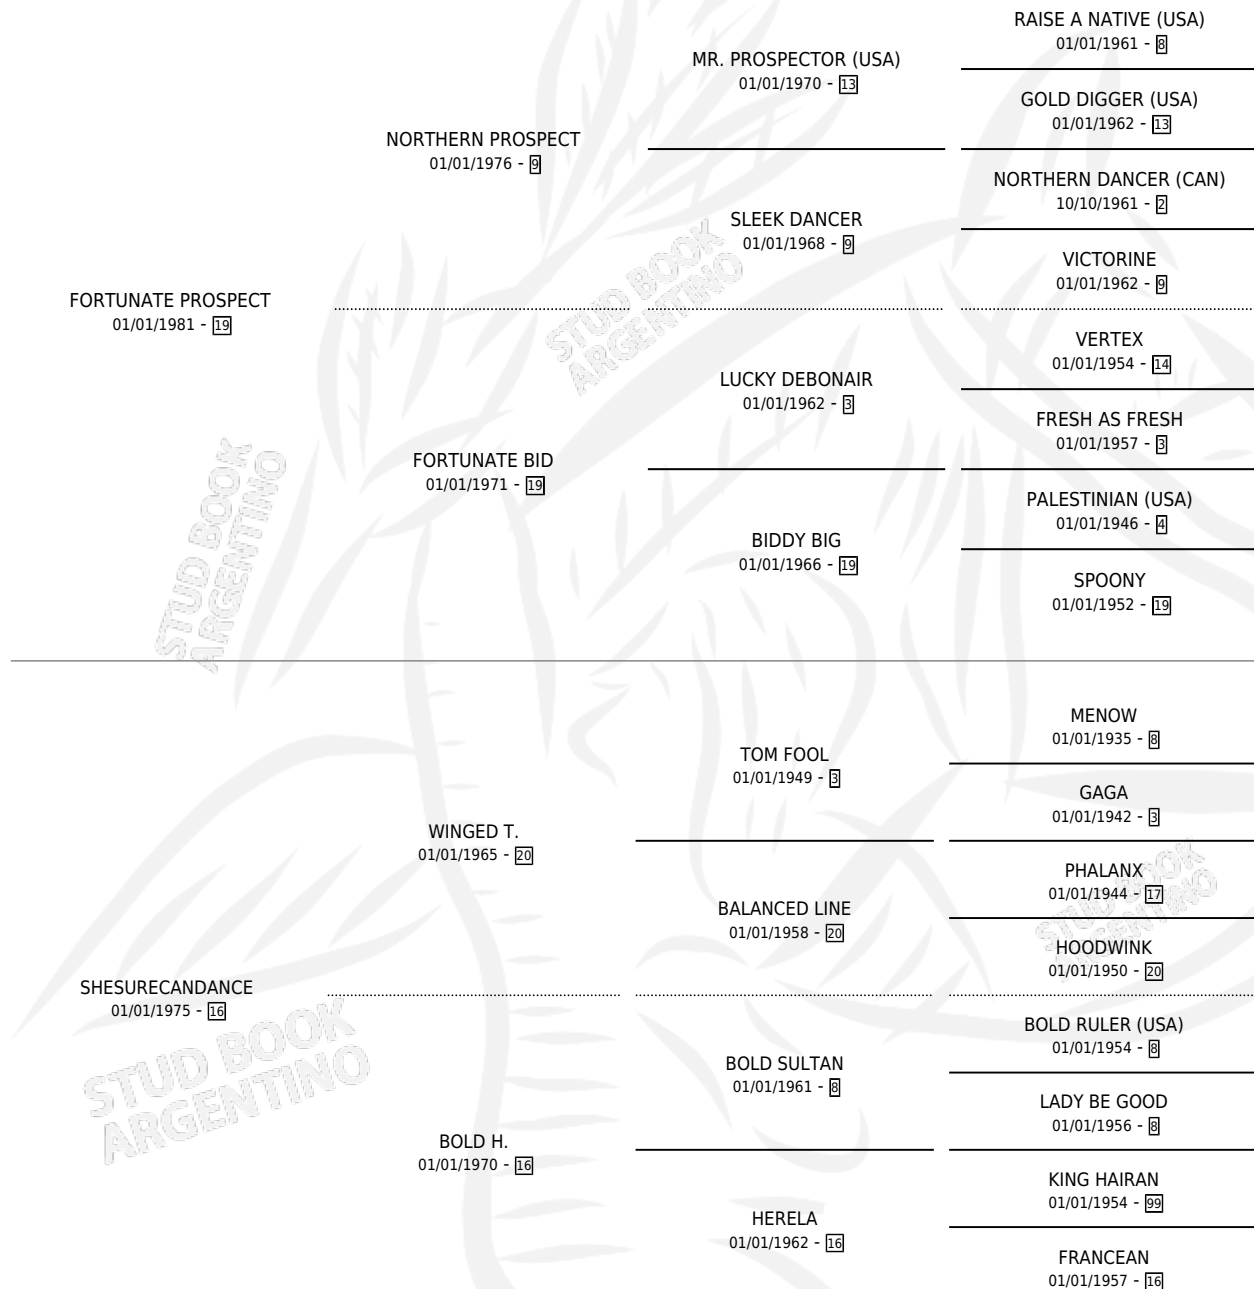 RAISE A NATIVE (USA)
01/01/1961 - 8
MR. PROSPECTOR (USA)
01/01/1970 - 13
GOLD DIGGER (USA)
01/01/1962 - 13
NORTHERN PROSPECT
01/01/1976 - 9
NORTHERN DANCER (CAN)
10/10/1961 - 2
SLEEK DANCER
01/01/1968 - 9
VICTORINE
01/01/1962 - 9
FORTUNATE PROSPECT
01/01/1981 - 19
VERTEX
01/01/1954 - 14
LUCKY DEBONAIR
01/01/1962 - 3
FRESH AS FRESH
01/01/1957 - 3
FORTUNATE BID
01/01/1971 - 19
PALESTINIAN (USA)
01/01/1946 - 4
BIDDY BIG
01/01/1966 - 19
SPOONY
01/01/1952 - 19
STUD BOOK
ARGENTINO
STUD BOOK
ARGENTINO
MENOW
01/01/1935 - 8
TOM FOOL
01/01/1949 - 3
GAGA
01/01/1942 - 3
WINGED T.
01/01/1965 - 20
PHALANX
01/01/1944 - 17
BALANCED LINE
01/01/1958 - 20
HOODWINK
01/01/1950 - 20
SHESURECANDANCE
01/01/1975 - 16
BOLD RULER (USA)
01/01/1954 - 8
BOLD SULTAN
01/01/1961 - 8
LADY BE GOOD
01/01/1956 - 8
BOLD H.
01/01/1970 - 16
KING HAIRAN
01/01/1954 - 99
HERELA
01/01/1962 - 16
FRANCEAN
01/01/1957 - 16
STUD BOOK
ARGENTINO
STUD BOOK
ARGENTINO